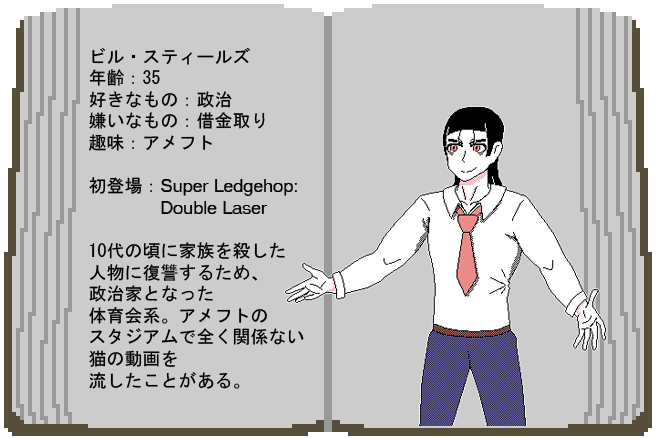 ビル・スティールズ
年齢：35
好きなもの：政治
嫌いなもの：借金取り
趣味：アメフト
初登場：Super Ledgehop:
Double Laser
10代の頃に家族を殺した
人物に復讐するため、
政治家となった
体育会系。アメフトの
スタジアムで全く関係ない
猫の動画を
流したことがある。